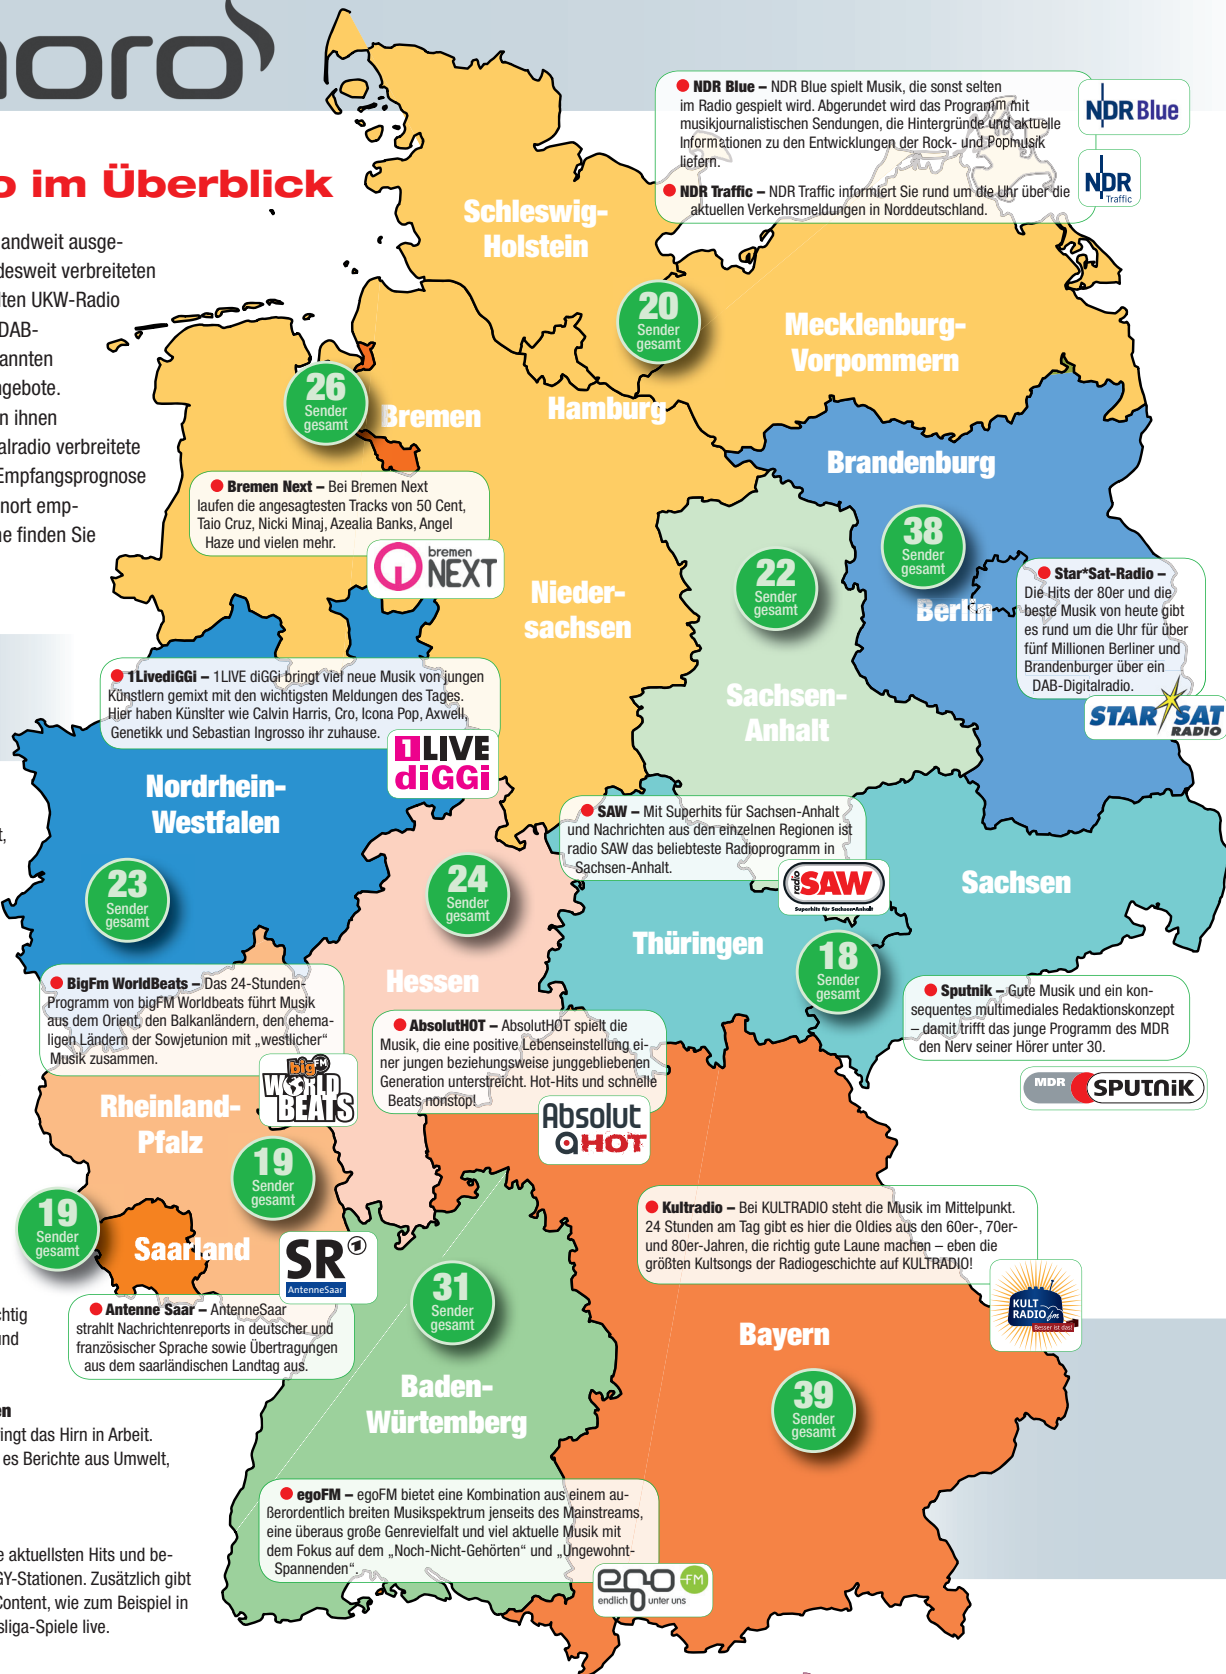 noro
o im Überblick
andweit ausge-
desweit verbreiteten
lten UKW-Radio
DAB-
annten
ngebote.
n ihnen
alradio verbreitete
Empfangsprognose
nort emp-
ne finden Sie
NDR Blue – NDR Blue spielt Musik, die sonst selten
im Radio gespielt wird. Abgerundet wird das Programm mit
musikjournalistischen Sendungen, die Hintergründe und aktuelle
Informationen zu den Entwicklungen der Rock- und Popmusik
liefern.
NDR Traffic – NDR Traffic informiert Sie rund um die Uhr über die
aktuellen Verkehrsmeldungen in Norddeutschland.
NDR Blue
NDR
Traffic
Schleswig-
Holstein
20
Sender
gesamt
Mecklenburg-
Vorpommern
26
Sender
gesamt
Bremen
Hamburg
Brandenburg
Bremen Next – Bei Bremen Next
laufen die angesagtesten Tracks von 50 Cent,
Taio Cruz, Nicki Minaj, Azealia Banks, Angel
Haze und vielen mehr.
bremen
NEXT
38
Sender
gesamt
22
Sender
gesamt
Nieder-
sachsen
Berlin
Star*Sat-Radio –
Die Hits der 80er und die
beste Musik von heute gibt
es rund um die Uhr für über
fünf Millionen Berliner und
Brandenburger über ein
DAB-Digitalradio.
STAR SAT
RADIO
1LivediGGi – 1LIVE diGGi bringt viel neue Musik von jungen
Künstlern gemixt mit den wichtigsten Meldungen des Tages.
Hier haben Künslter wie Calvin Harris, Cro, Icona Pop, Axwell,
Genetikk und Sebastian Ingrosso ihr zuhause.
1LIVE
diGGi
Sachsen-
Anhalt
Nordrhein-
Westfalen
t,
SAW – Mit Superhits für Sachsen-Anhalt
und Nachrichten aus den einzelnen Regionen ist
radio SAW das beliebteste Radioprogramm in
Sachsen-Anhalt.
radio SAW
Superhits für Sachsen-Anhalt
23
Sender
gesamt
24
Sender
gesamt
Sachsen
Thüringen
18
Sender
gesamt
Hessen
BigFm WorldBeats – Das 24-Stunden-
Programm von bigFM Worldbeats führt Musik
aus dem Orient, den Balkanländern, den ehema-
ligen Ländern der Sowjetunion mit „westlicher“
Musik zusammen.
bigFM
WORLD
BEATS
Sputnik – Gute Musik und ein kon-
sequentes multimediales Redaktionskonzept
– damit trifft das junge Programm des MDR
den Nerv seiner Hörer unter 30.
MDR SPUTNIK
AbsolutHOT – AbsolutHOT spielt die
Musik, die eine positive Lebenseinstellung ei-
ner jungen beziehungsweise junggebliebenen
Generation unterstreicht. Hot-Hits und schnelle
Beats nonstop!
Absolut
HOT
Rheinland-
Pfalz
19
Sender
gesamt
19
Sender
gesamt
Saarland
SR
AntenneSaar
Kultradio – Bei KULTRADIO steht die Musik im Mittelpunkt.
24 Stunden am Tag gibt es hier die Oldies aus den 60er-, 70er-
und 80er-Jahren, die richtig gute Laune machen – eben die
größten Kultsongs der Radiogeschichte auf KULTRADIO!
KULT
RADIO fm
Besser ist das!
Antenne Saar – AntenneSaar
strahlt Nachrichtenreports in deutscher und
französischer Sprache sowie Übertragungen
aus dem saarländischen Landtag aus.
31
Sender
gesamt
Bayern
39
Sender
gesamt
Baden-
Würtemberg
chtig
und
en
ringt das Hirn in Arbeit.
es Berichte aus Umwelt,
egoFM – egoFM bietet eine Kombination aus einem au-
ßerordentlich breiten Musikspektrum jenseits des Mainstreams,
eine überaus große Genrevielfalt und viel aktuelle Musik mit
dem Fokus auf dem „Noch-Nicht-Gehörten“ und „Ungewohnt-
Spannenden“.
ego FM
endlich unter uns
e aktuellsten Hits und be-
GY-Stationen. Zusätzlich gibt
Content, wie zum Beispiel in
sliga-Spiele live.